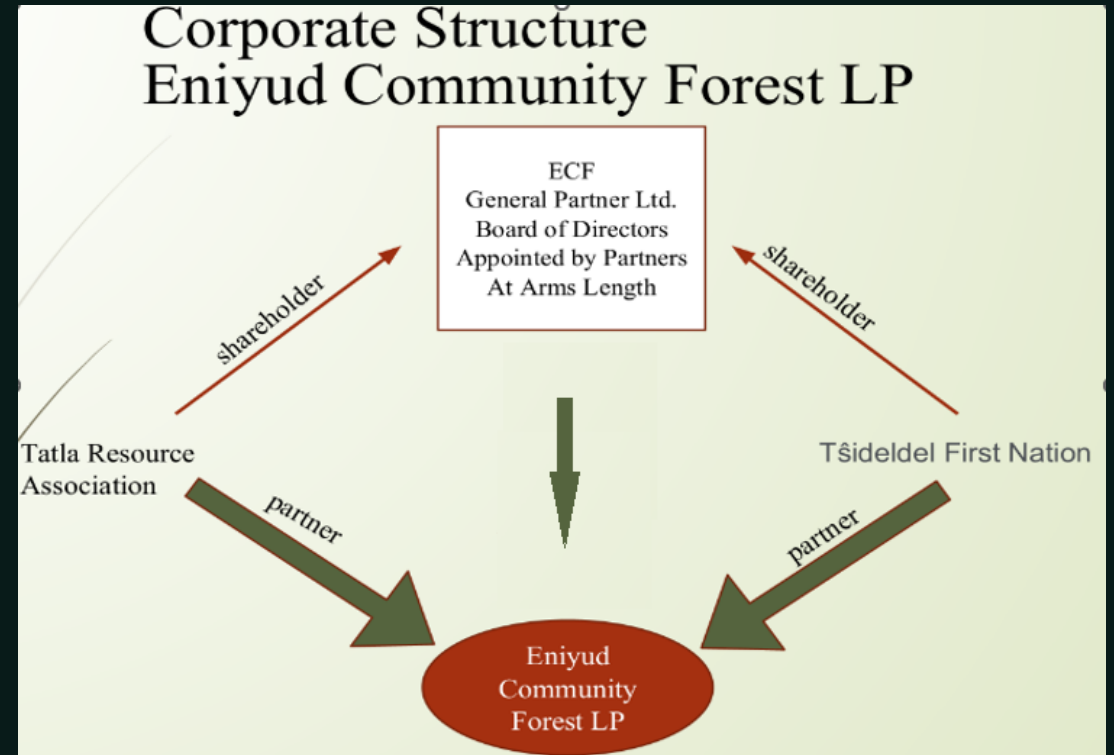 Corporate Structure
Eniyud Community Forest LP
ECF
General Partner Ltd.
Board of Directors
Appointed by Partners
At Arms Length
shareholder
shareholder
Tatla Resource
Association
Tŝideldel First Nation
partner
partner
Eniyud
Community
Forest LP